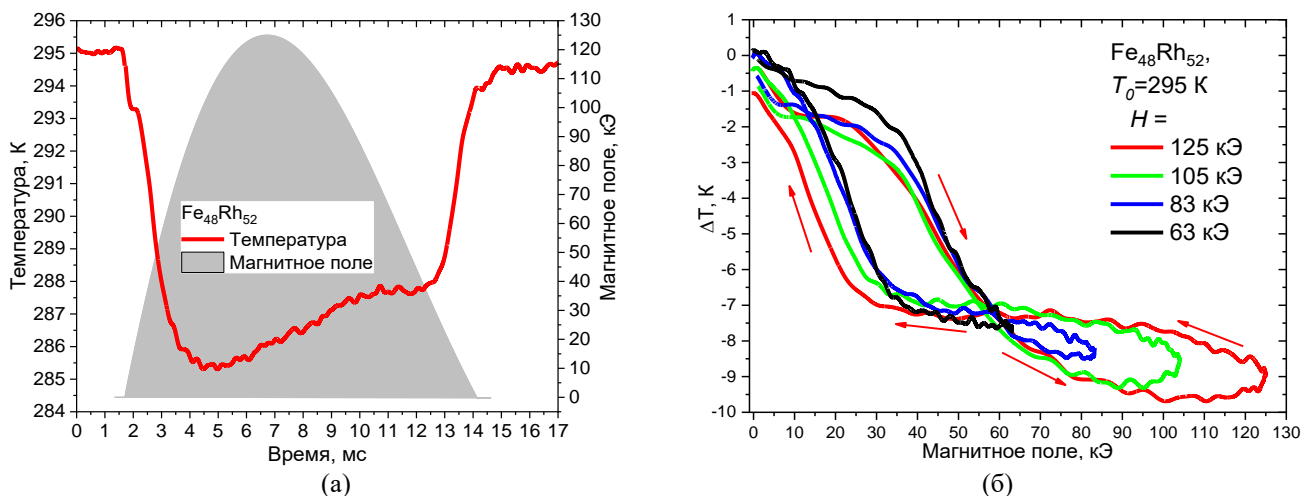 296
295
294
293
292
291
290
289
288
287
286
285
284
Температура, К
0 1 2 3 4 5 6 7 8 9 10 11 12 13 14 15 16 17
Время, мс
130
120
110
100
90
80
70
60
50
40
30
20
10
0
Магнитное поле, кЭ
Fe48Rh52
Температура
Магнитное поле
(а)
1
0
-1
-2
-3
-4
-5
-6
-7
-8
-9
-10
ΔT, К
0 10 20 30 40 50 60 70 80 90 100 110 120 130
Магнитное поле, кЭ
Fe48Rh52,
T0=295 К
H =
125 кЭ
105 кЭ
83 кЭ
63 кЭ
(б)